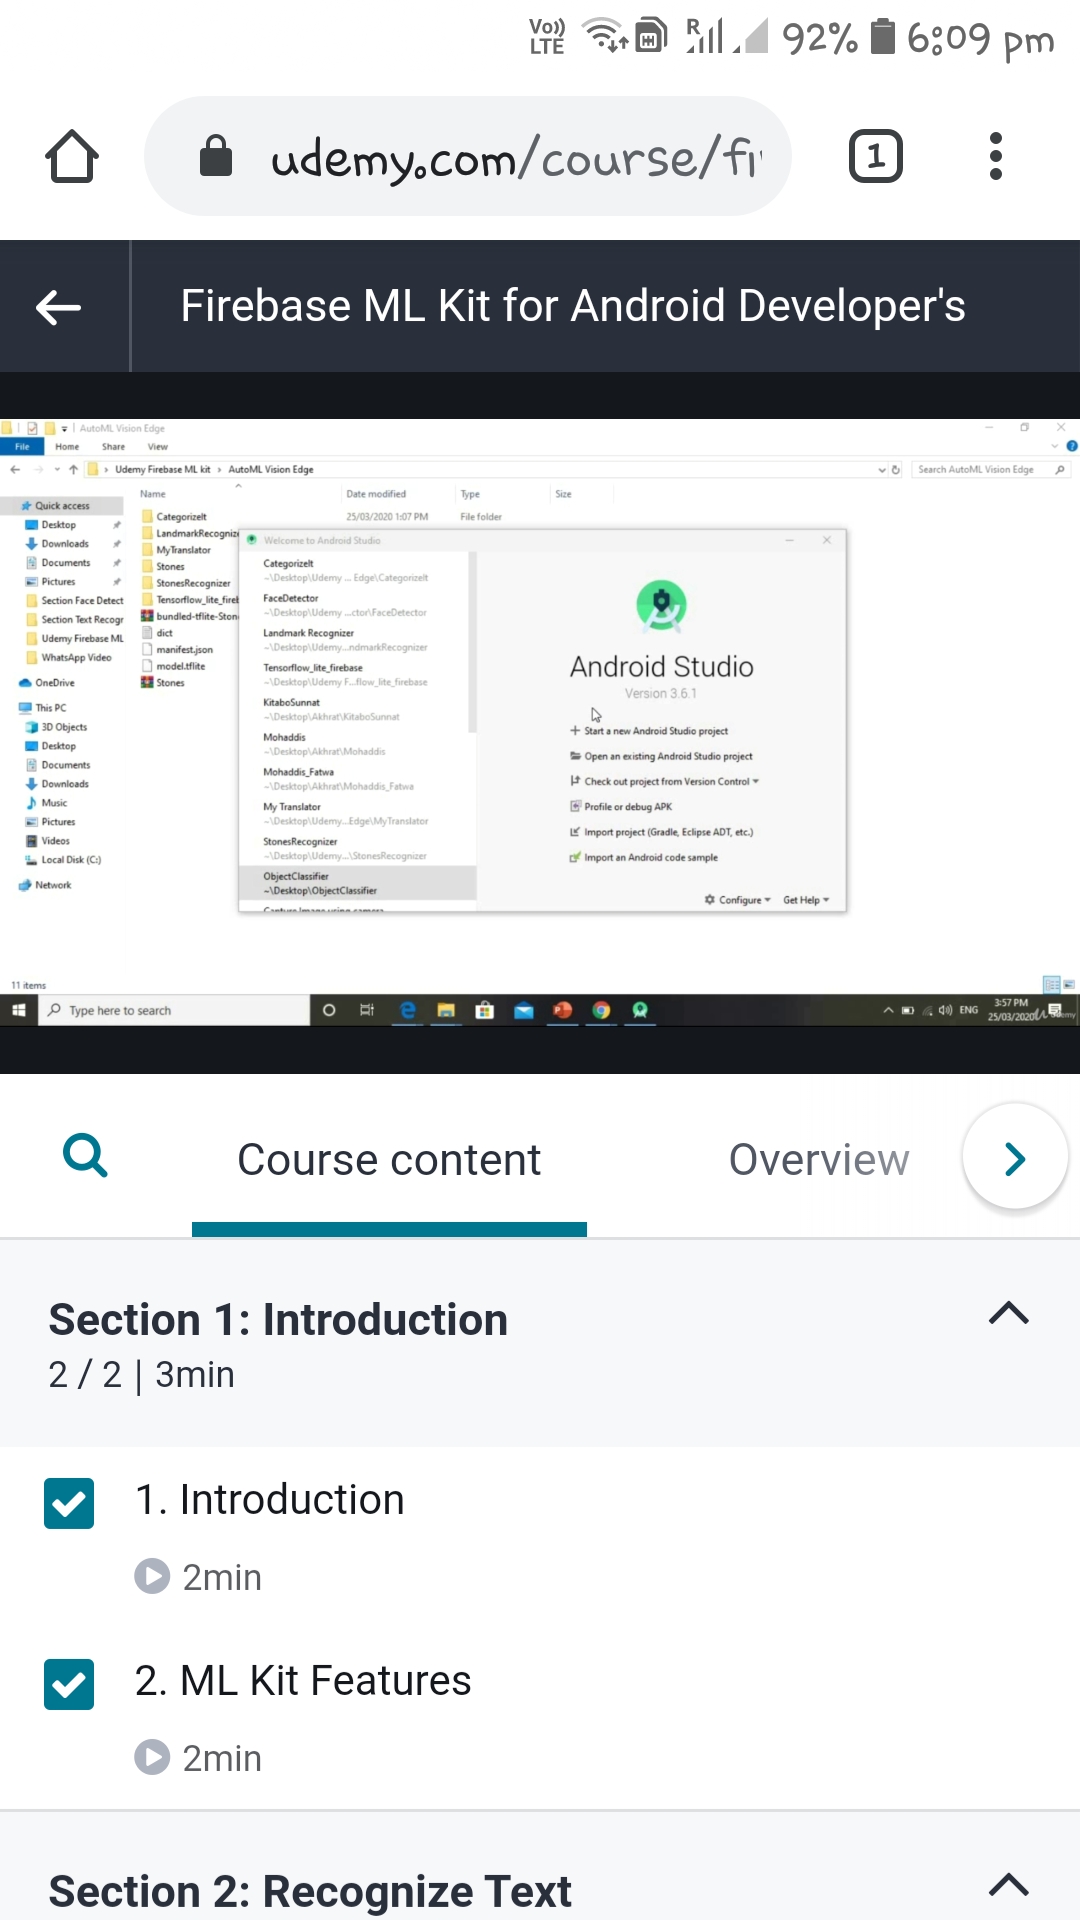 Vo)) LTE R 92% 6:09 pm
udemy.com/course/fi
1
Firebase ML Kit for Android Developer's
AutoML Vision Edge
File Home Share View
Udemy Firebase ML kit › AutoML Vision Edge
Search AutoML Vision Edge
Name Date modified Type Size
Quick access
Desktop
Downloads
Documents
Pictures
Section Face Detect
Section Text Recogr
Udemy Firebase ML
WhatsApp Video
OneDrive
This PC
3D Objects
Desktop
Documents
Downloads
Music
Pictures
Videos
Local Disk (C:)
Network
CategorizeIt 25/03/2020 1:07 PM File folder
LandmarkRecogniz
MyTranslator
Stones
StonesRecognizer
Tensorflow_lite_firel
bundled-tflite-Ston
dict
manifest.json
model.tflite
Stones
Welcome to Android Studio
CategorizeIt
~\Desktop\Udemy ... Edge\CategorizeIt
FaceDetector
~\Desktop\Udemy ...ctor\FaceDetector
Landmark Recognizer
~\Desktop\Udemy...ndmarkRecognizer
Tensorflow_lite_firebase
~\Desktop\Udemy F...flow_lite_firebase
KitaboSunnat
~\Desktop\Akhrat\KitaboSunnat
Mohaddis
~\Desktop\Akhrat\Mohaddis
Mohaddis_Fatwa
~\Desktop\Akhrat\Mohaddis_Fatwa
My Translator
~\Desktop\Udemy...Edge\MyTranslator
StonesRecognizer
~\Desktop\Udemy...\StonesRecognizer
ObjectClassifier
~\Desktop\ObjectClassifier
Capture Image using camera
Android Studio
Version 3.6.1
Start a new Android Studio project
Open an existing Android Studio project
Check out project from Version Control
Profile or debug APK
Import project (Gradle, Eclipse ADT, etc.)
Import an Android code sample
Configure Get Help
11 items
Type here to search
ENG
3:57 PM
25/03/2020
Course content Overview
Section 1: Introduction
2 / 2 | 3min
1. Introduction
2min
2. ML Kit Features
2min
Section 2: Recognize Text